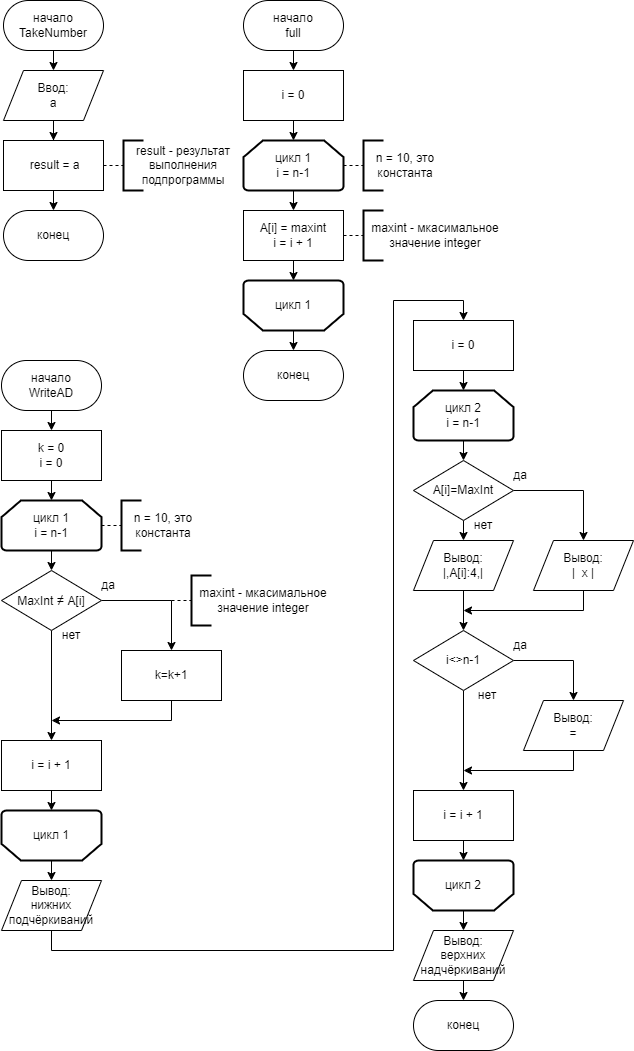 начало
TakeNumber
Ввод:
a
result = a
result - результат
выполнения
подпрограммы
конец
начало
full
i = 0
цикл 1
i = n-1
n = 10, это
константа
A[i] = maxint
i = i + 1
maxint - мкасимальное
значение integer
цикл 1
конец
начало
WriteAD
k = 0
i = 0
цикл 1
i = n-1
n = 10, это
константа
MaxInt ≠ A[i]
да
нет
maxint - мкасимальное
значение integer
k=k+1
i = i + 1
цикл 1
Вывод:
нижних
подчёркиваний
i = 0
цикл 2
i = n-1
A[i]=MaxInt
да
нет
Вывод:
|,A[i]:4,|
Вывод:
| x |
i<>n-1
да
нет
Вывод:
=
i = i + 1
цикл 2
Вывод:
верхних
надчёркиваний
конец